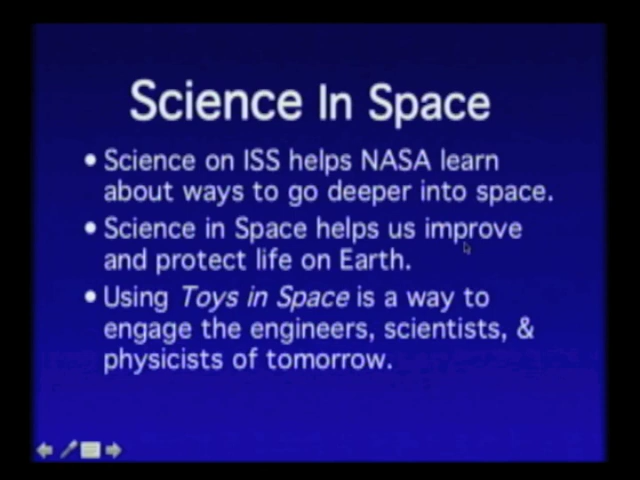 Science In Space
• Science on ISS helps NASA learn
about ways to go deeper into space.
• Science in Space helps us improve
and protect life on Earth.
• Using Toys in Space is a way to
engage the engineers, scientists, &
physicists of tomorrow.